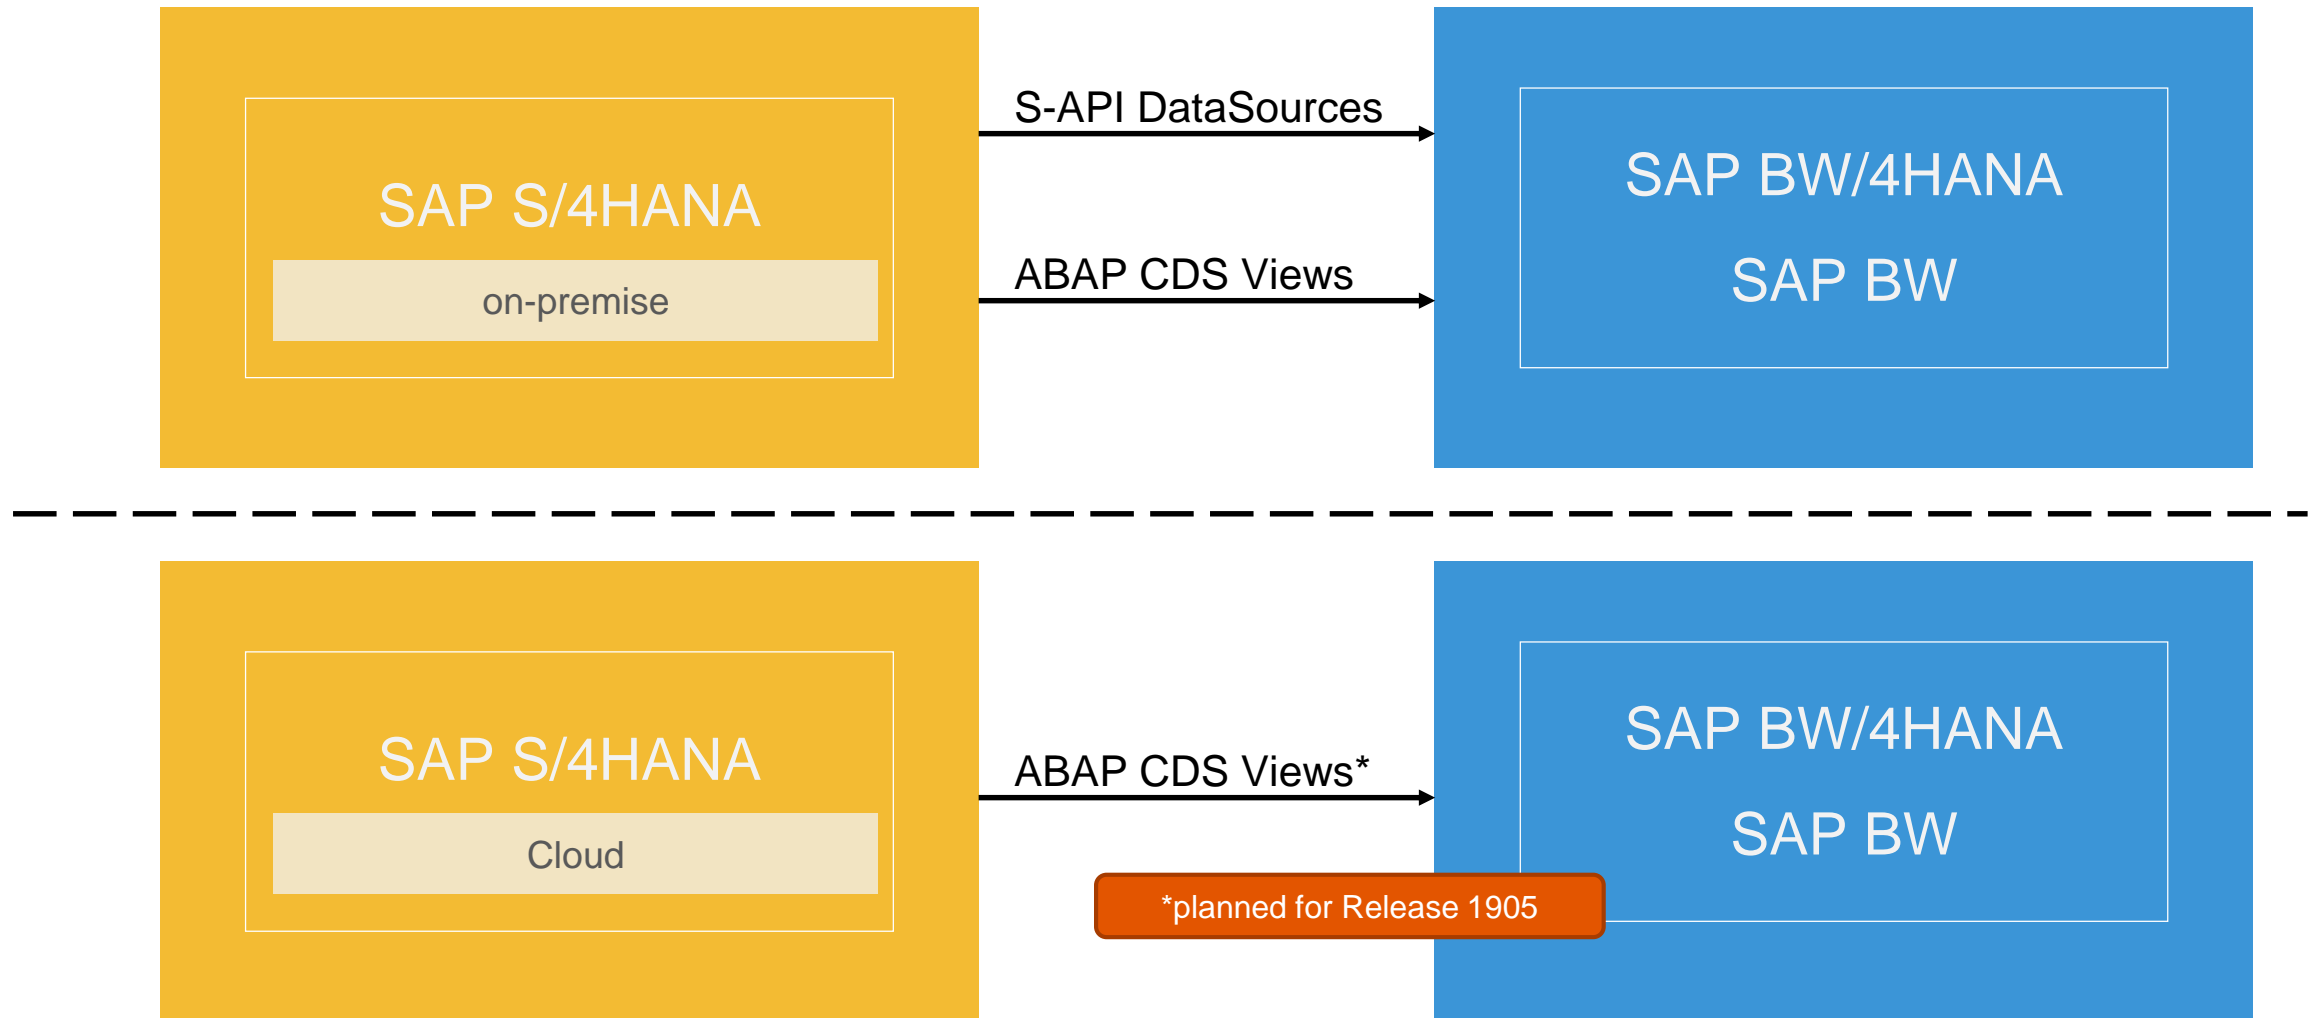 SAP S/4HANA
on-premise
S-API DataSources
ABAP CDS Views
SAP BW/4HANA
SAP BW
SAP S/4HANA
Cloud
ABAP CDS Views*
SAP BW/4HANA
SAP BW
*planned for Release 1905